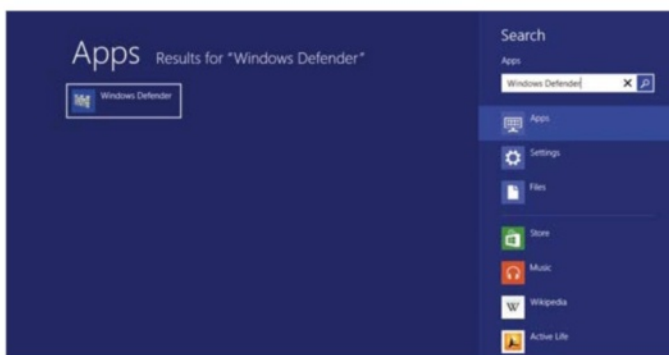 Apps Results for "Windows Defender"
Windows Defender
Search
Apps
Windows Defender
Apps
Settings
Files
Store
Music
Wikipedia
Active Life